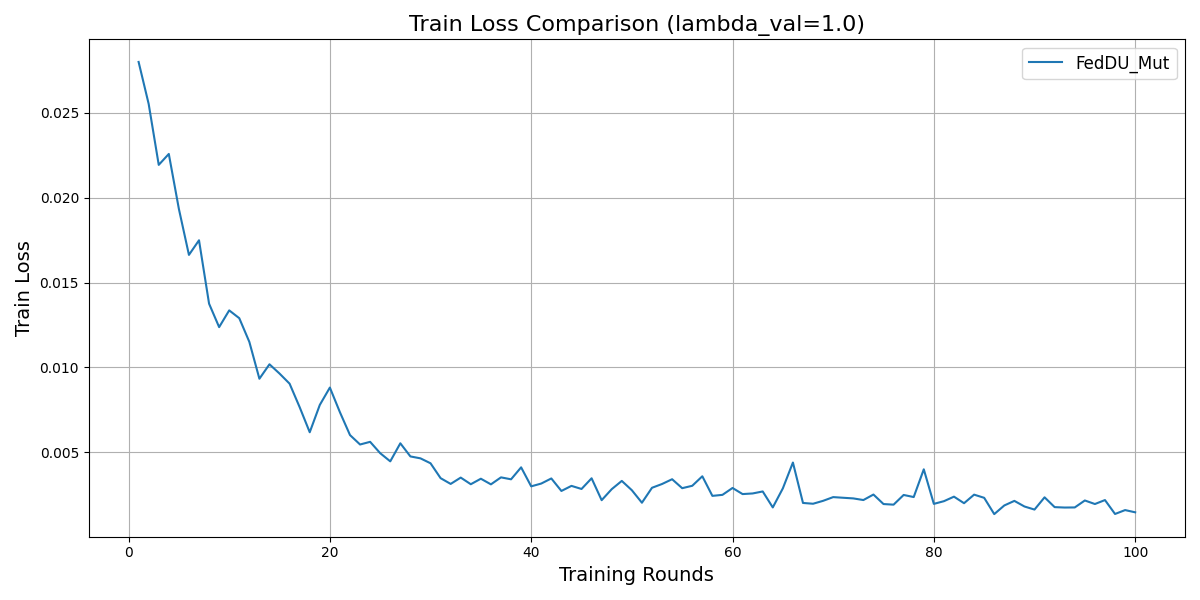 Train Loss Comparison (lambda_val=1.0)
FedDU_Mut
Train Loss
0.025
0.020
0.015
0.010
0.005
0 20 40 60 80 100
Training Rounds